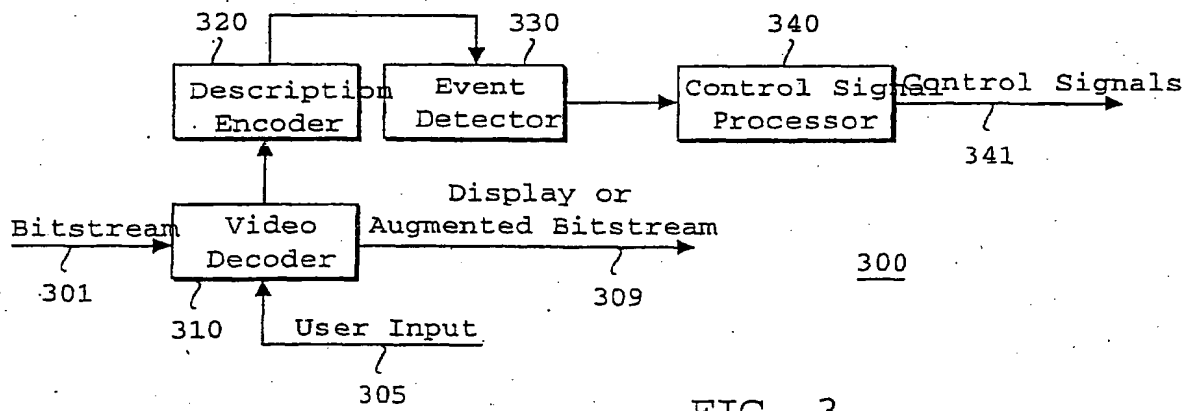 320
330
340
Description
Encoder
Event
Detector
Control Signal
Processor
Control Signals
341
Bitstream
301
Video
Decoder
310
Display or
Augmented Bitstream
309
300
User Input
305
FIG. 3